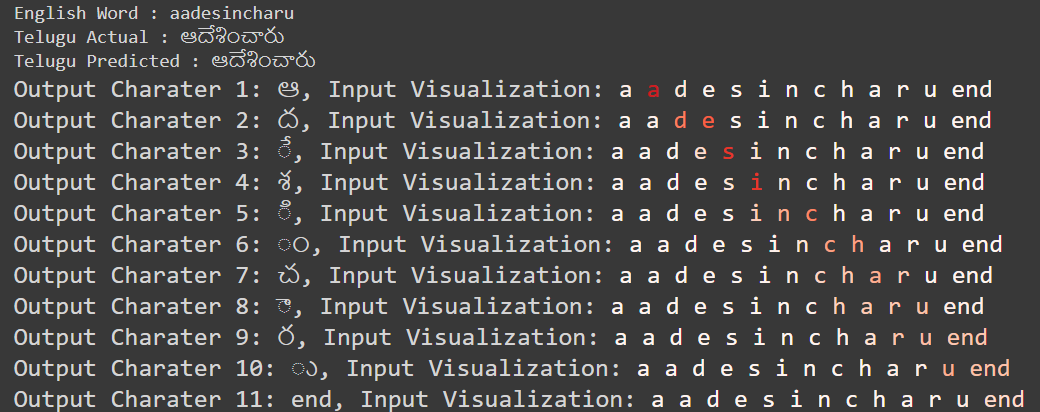 English Word : aadesincharu
Telugu Actual : ఆదేశించారు
Telugu Predicted : ఆదేశించారు
Output Charater 1: ఆ, Input Visualization: a a d e s i n c h a r u end
Output Charater 2: ద, Input Visualization: a a d e s i n c h a r u end
Output Charater 3: ే, Input Visualization: a a d e s i n c h a r u end
Output Charater 4: శ, Input Visualization: a a d e s i n c h a r u end
Output Charater 5: ి, Input Visualization: a a d e s i n c h a r u end
Output Charater 6: ం, Input Visualization: a a d e s i n c h a r u end
Output Charater 7: చ, Input Visualization: a a d e s i n c h a r u end
Output Charater 8: ా, Input Visualization: a a d e s i n c h a r u end
Output Charater 9: ర, Input Visualization: a a d e s i n c h a r u end
Output Charater 10: ు, Input Visualization: a a d e s i n c h a r u end
Output Charater 11: end, Input Visualization: a a d e s i n c h a r u end